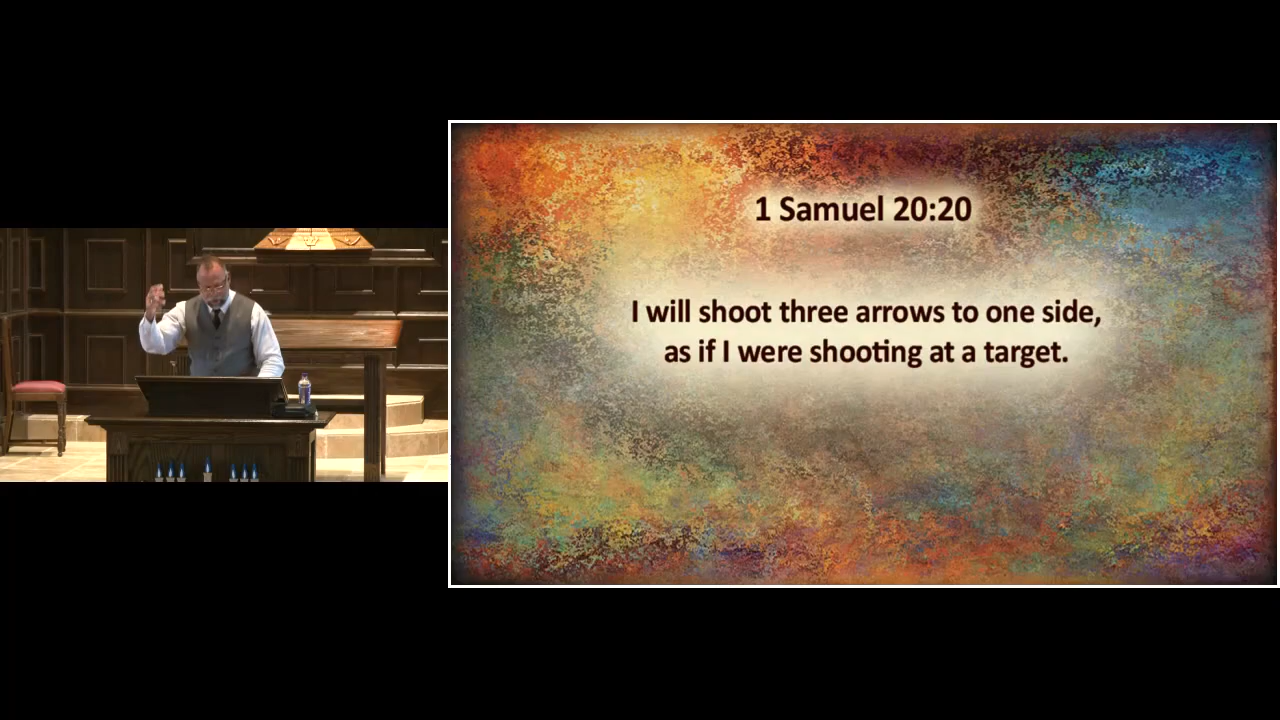 1 Samuel 20:20
I will shoot three arrows to one side,
as if I were shooting at a target.